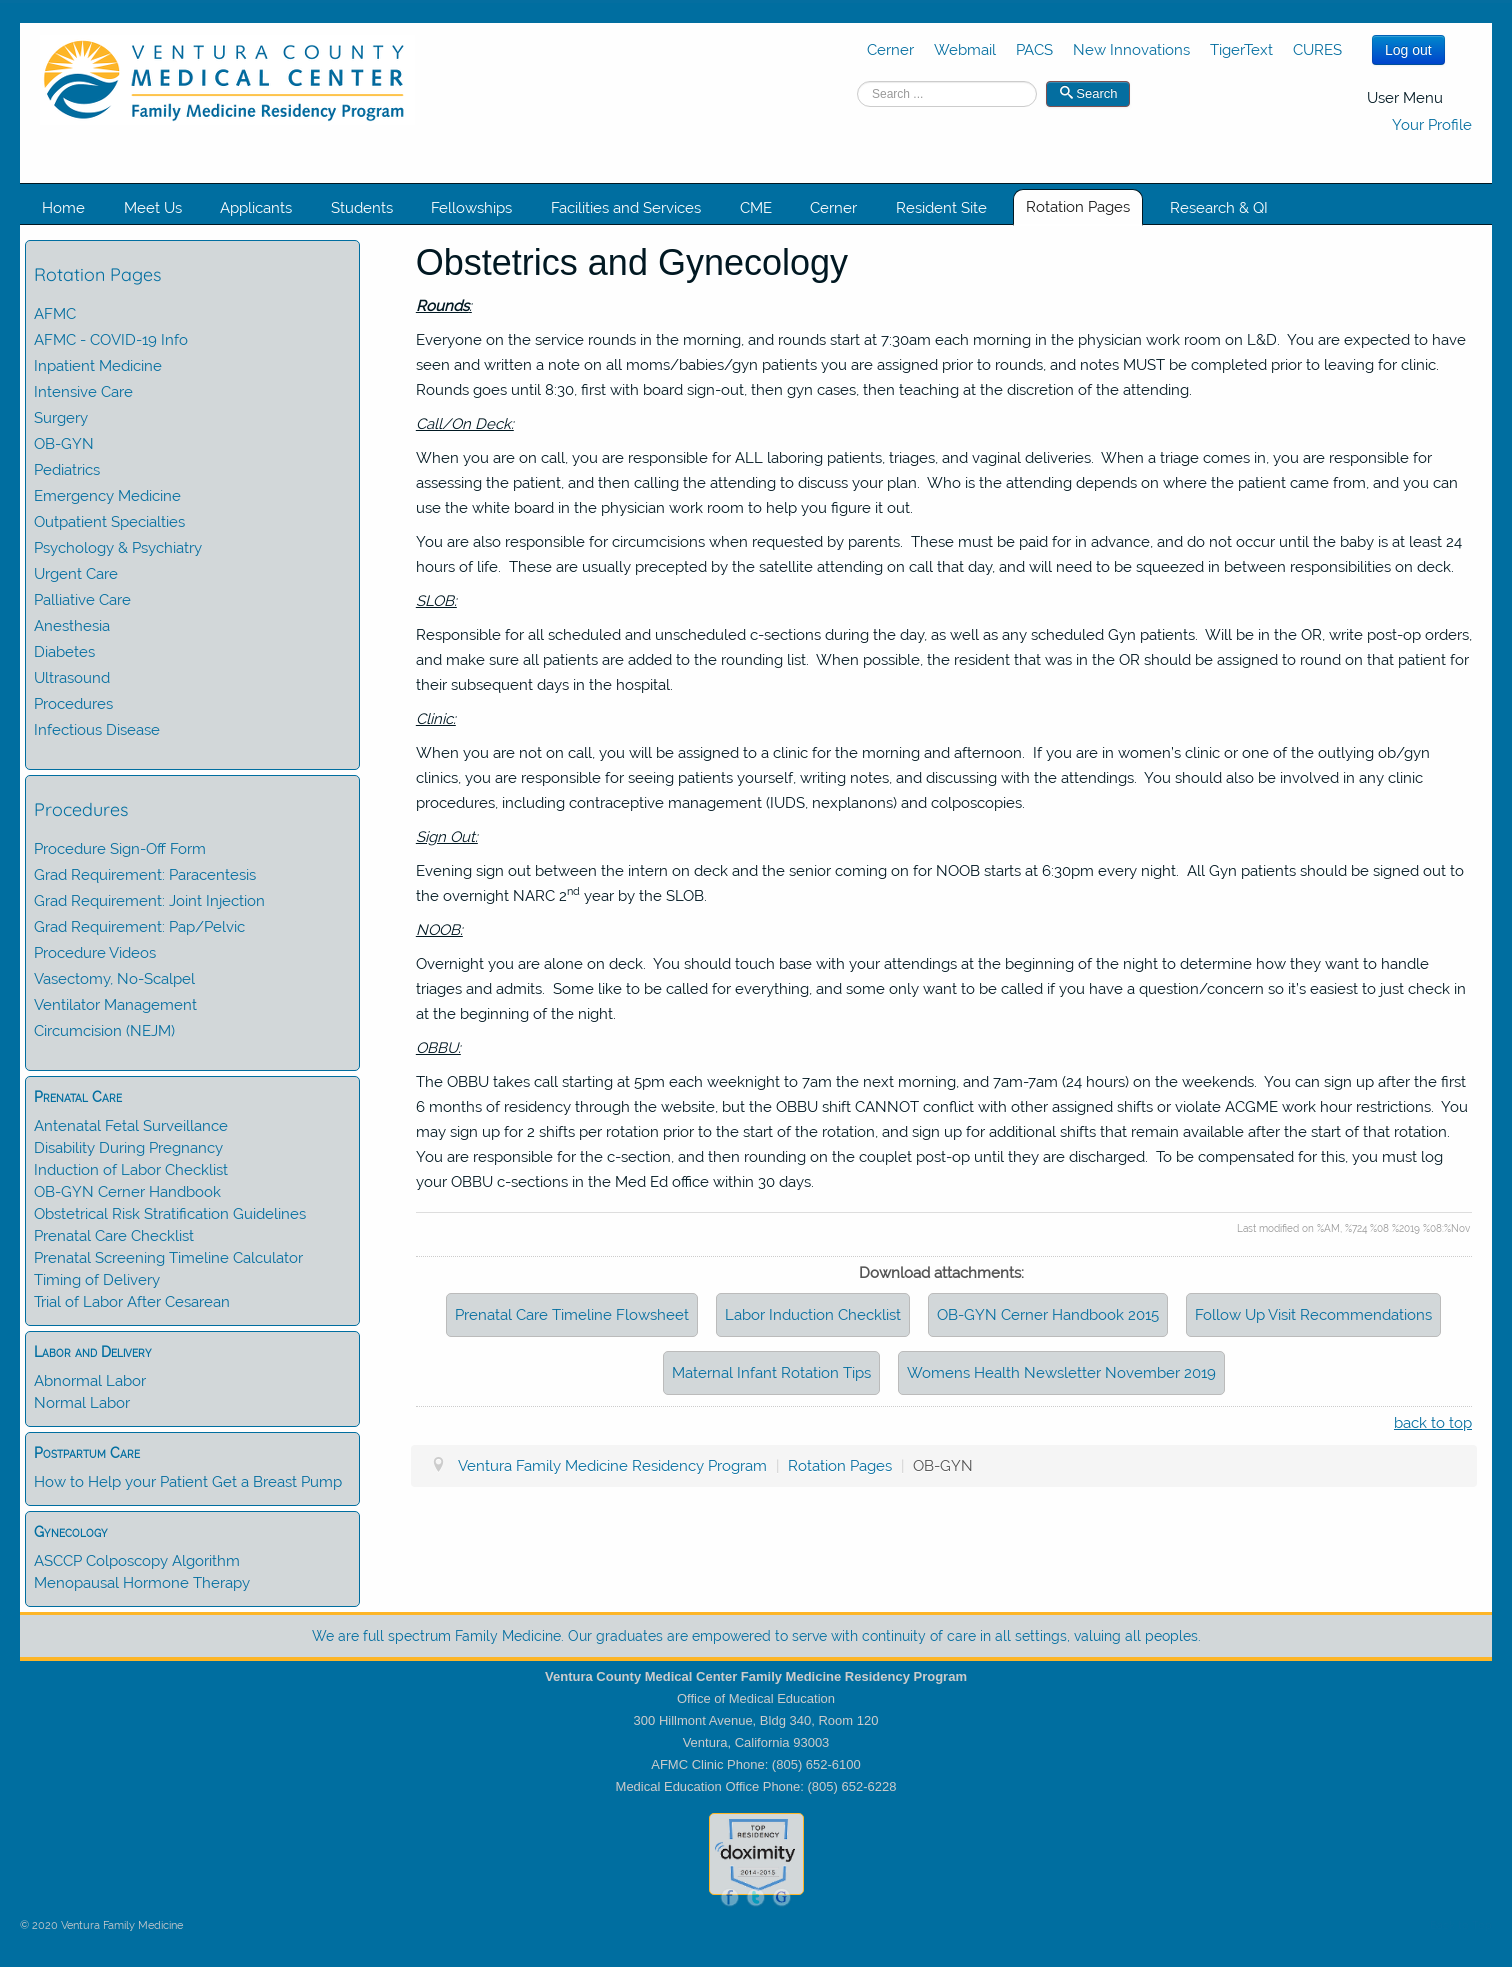 VENTURA COUNTY
MEDICAL CENTER
Family Medicine Residency Program
Cerner Webmail PACS New Innovations TigerText CURES Log out
Search ... Search
User Menu
Your Profile
Home Meet Us Applicants Students Fellowships Facilities and Services CME Cerner Resident Site Rotation Pages Research & QI
Rotation Pages
AFMC
AFMC - COVID-19 Info
Inpatient Medicine
Intensive Care
Surgery
OB-GYN
Pediatrics
Emergency Medicine
Outpatient Specialties
Psychology & Psychiatry
Urgent Care
Palliative Care
Anesthesia
Diabetes
Ultrasound
Procedures
Infectious Disease
Procedures
Procedure Sign-Off Form
Grad Requirement: Paracentesis
Grad Requirement: Joint Injection
Grad Requirement: Pap/Pelvic
Procedure Videos
Vasectomy, No-Scalpel
Ventilator Management
Circumcision (NEJM)
Prenatal Care
Antenatal Fetal Surveillance
Disability During Pregnancy
Induction of Labor Checklist
OB-GYN Cerner Handbook
Obstetrical Risk Stratification Guidelines
Prenatal Care Checklist
Prenatal Screening Timeline Calculator
Timing of Delivery
Trial of Labor After Cesarean
Labor and Delivery
Abnormal Labor
Normal Labor
Postpartum Care
How to Help your Patient Get a Breast Pump
Gynecology
ASCCP Colposcopy Algorithm
Menopausal Hormone Therapy
Obstetrics and Gynecology
Rounds:
Everyone on the service rounds in the morning, and rounds start at 7:30am each morning in the physician work room on L&D. You are expected to have
seen and written a note on all moms/babies/gyn patients you are assigned prior to rounds, and notes MUST be completed prior to leaving for clinic.
Rounds goes until 8:30, first with board sign-out, then gyn cases, then teaching at the discretion of the attending.
Call/On Deck:
When you are on call, you are responsible for ALL laboring patients, triages, and vaginal deliveries. When a triage comes in, you are responsible for
assessing the patient, and then calling the attending to discuss your plan. Who is the attending depends on where the patient came from, and you can
use the white board in the physician work room to help you figure it out.
You are also responsible for circumcisions when requested by parents. These must be paid for in advance, and do not occur until the baby is at least 24
hours of life. These are usually precepted by the satellite attending on call that day, and will need to be squeezed in between responsibilities on deck.
SLOB:
Responsible for all scheduled and unscheduled c-sections during the day, as well as any scheduled Gyn patients. Will be in the OR, write post-op orders,
and make sure all patients are added to the rounding list. When possible, the resident that was in the OR should be assigned to round on that patient for
their subsequent days in the hospital.
Clinic:
When you are not on call, you will be assigned to a clinic for the morning and afternoon. If you are in women's clinic or one of the outlying ob/gyn
clinics, you are responsible for seeing patients yourself, writing notes, and discussing with the attendings. You should also be involved in any clinic
procedures, including contraceptive management (IUDS, nexplanons) and colposcopies.
Sign Out:
Evening sign out between the intern on deck and the senior coming on for NOOB starts at 6:30pm every night. All Gyn patients should be signed out to
the overnight NARC 2nd year by the SLOB.
NOOB:
Overnight you are alone on deck. You should touch base with your attendings at the beginning of the night to determine how they want to handle
triages and admits. Some like to be called for everything, and some only want to be called if you have a question/concern so it's easiest to just check in
at the beginning of the night.
OBBU:
The OBBU takes call starting at 5pm each weeknight to 7am the next morning, and 7am-7am (24 hours) on the weekends. You can sign up after the first
6 months of residency through the website, but the OBBU shift CANNOT conflict with other assigned shifts or violate ACGME work hour restrictions. You
may sign up for 2 shifts per rotation prior to the start of the rotation, and sign up for additional shifts that remain available after the start of that rotation.
You are responsible for the c-section, and then rounding on the couplet post-op until they are discharged. To be compensated for this, you must log
your OBBU c-sections in the Med Ed office within 30 days.
Last modified on %AM, %724 %08 %2019 %08:%Nov
Download attachments:
Prenatal Care Timeline Flowsheet Labor Induction Checklist OB-GYN Cerner Handbook 2015 Follow Up Visit Recommendations
Maternal Infant Rotation Tips Womens Health Newsletter November 2019
back to top
Ventura Family Medicine Residency Program | Rotation Pages | OB-GYN
We are full spectrum Family Medicine. Our graduates are empowered to serve with continuity of care in all settings, valuing all peoples.
Ventura County Medical Center Family Medicine Residency Program
Office of Medical Education
300 Hillmont Avenue, Bldg 340, Room 120
Ventura, California 93003
AFMC Clinic Phone: (805) 652-6100
Medical Education Office Phone: (805) 652-6228
TOP
RESIDENCY
doximity
2014-2015
f t G
© 2020 Ventura Family Medicine